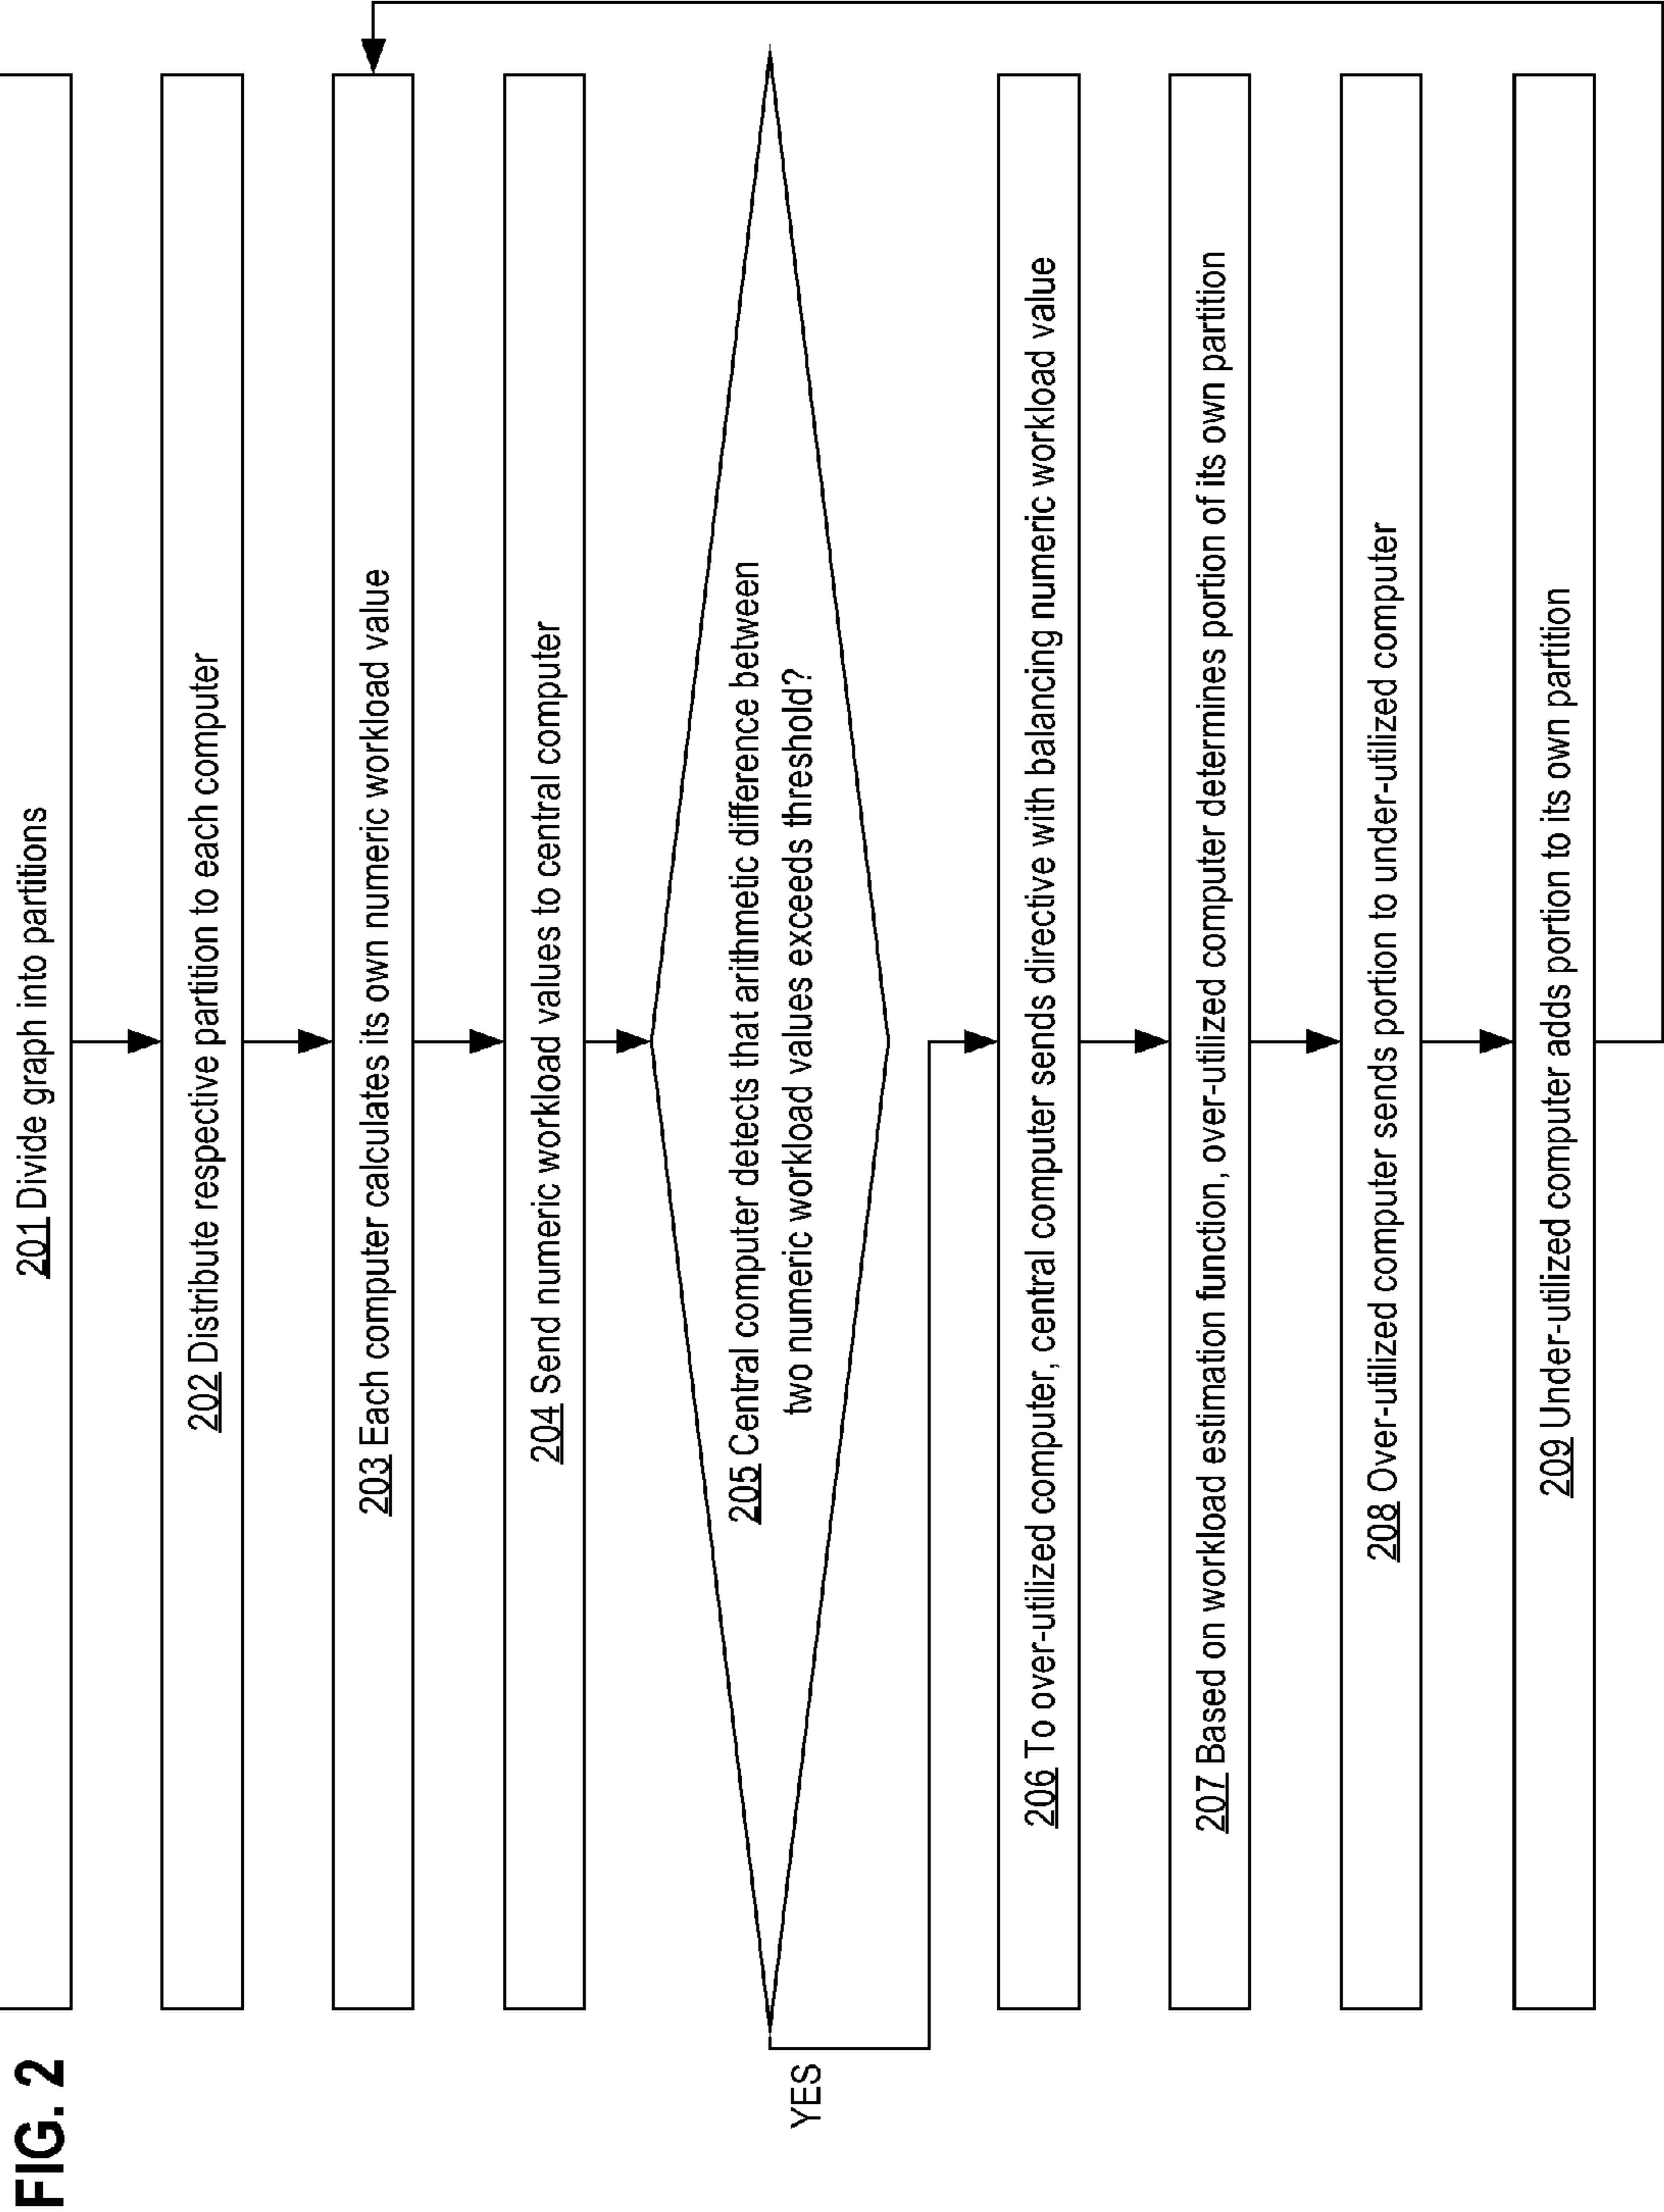 FIG. 2
201 Divide graph into partitions
202 Distribute respective partition to each computer
203 Each computer calculates its own numeric workload value
204 Send numeric workload values to central computer
205 Central computer detects that arithmetic difference between
two numeric workload values exceeds threshold?
YES
206 To over-utilized computer, central computer sends directive with balancing numeric workload value
207 Based on workload estimation function, over-utilized computer determines portion of its own partition
208 Over-utilized computer sends portion to under-utilized computer
209 Under-utilized computer adds portion to its own partition